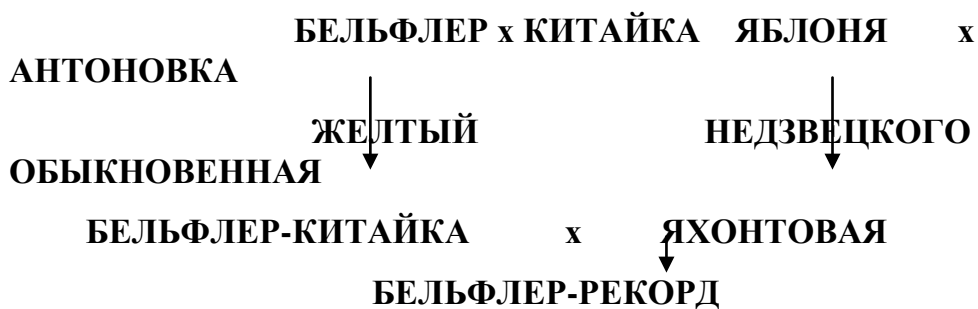 БЕЛЬФЛЕР х КИТАЙКА ЯБЛОНЯ х
АНТОНОВКА
ЖЕЛТЫЙ НЕДЗВЕЦКОГО
ОБЫКНОВЕННАЯ
БЕЛЬФЛЕР-КИТАЙКА х ЯХОНТОВАЯ
БЕЛЬФЛЕР-РЕКОРД